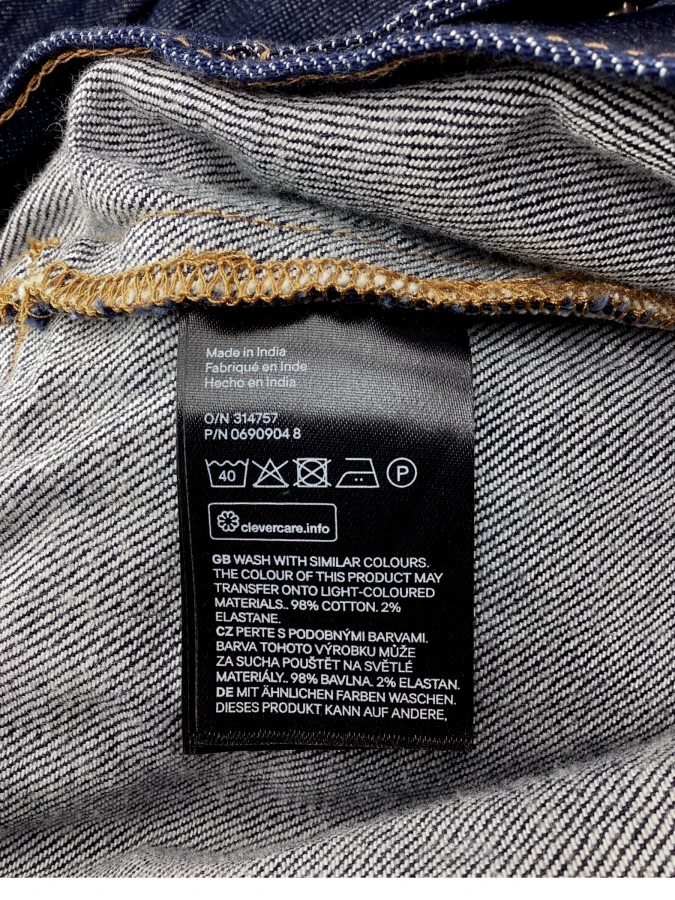 Made in India
Fabriqué en Inde
Hecho en India
O/N 314757
P/N 0690904 8
40 P
clevercare.info
GB WASH WITH SIMILAR COLOURS.
THE COLOUR OF THIS PRODUCT MAY
TRANSFER ONTO LIGHT-COLOURED
MATERIALS.. 98% COTTON. 2%
ELASTANE.
CZ PERTE S PODOBNÝMI BARVAMI.
BARVA TOHOTO VÝROBKU MŮŽE
ZA SUCHA POUŠTĚT NA SVĚTLÉ
MATERIÁLY.. 98% BAVLNA. 2% ELASTAN.
DE MIT ÄHNLICHEN FARBEN WASCHEN.
DIESES PRODUKT KANN AUF ANDERE,